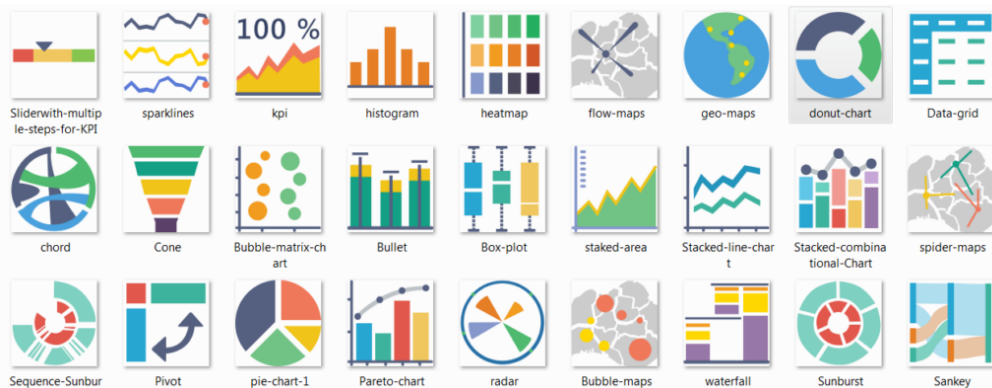 100 %
Sliderwith-multip
le-steps-for-KPI
sparklines
kpi
histogram
heatmap
flow-maps
geo-maps
donut-chart
Data-grid
chord
Cone
Bubble-matrix-ch
art
Bullet
Box-plot
staked-area
Stacked-line-char
t
Stacked-combina
tional-Chart
spider-maps
Sequence-Sunbur
Pivot
pie-chart-1
Pareto-chart
radar
Bubble-maps
waterfall
Sunburst
Sankey